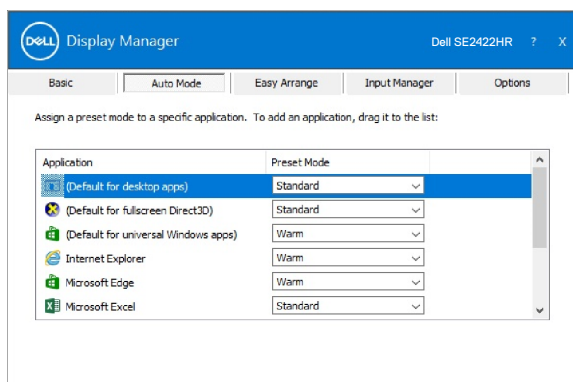 DELL Display Manager Dell SE2422HR ? X
Basic Auto Mode Easy Arrange Input Manager Options
Assign a preset mode to a specific application. To add an application, drag it to the list:
Application Preset Mode
(Default for desktop apps) Standard
(Default for fullscreen Direct3D) Standard
(Default for universal Windows apps) Warm
Internet Explorer Warm
Microsoft Edge Warm
Microsoft Excel Standard